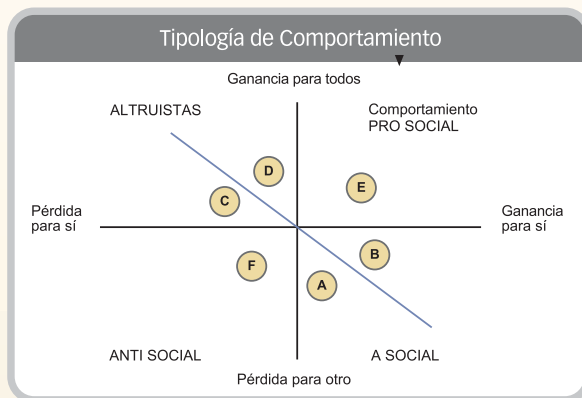 Tipología de Comportamiento
Ganancia para todos
ALTRUISTAS
Comportamiento
PRO SOCIAL
D
E
C
Pérdida
para sí
Ganancia
para sí
B
F
A
ANTI SOCIAL
A SOCIAL
Pérdida para otro